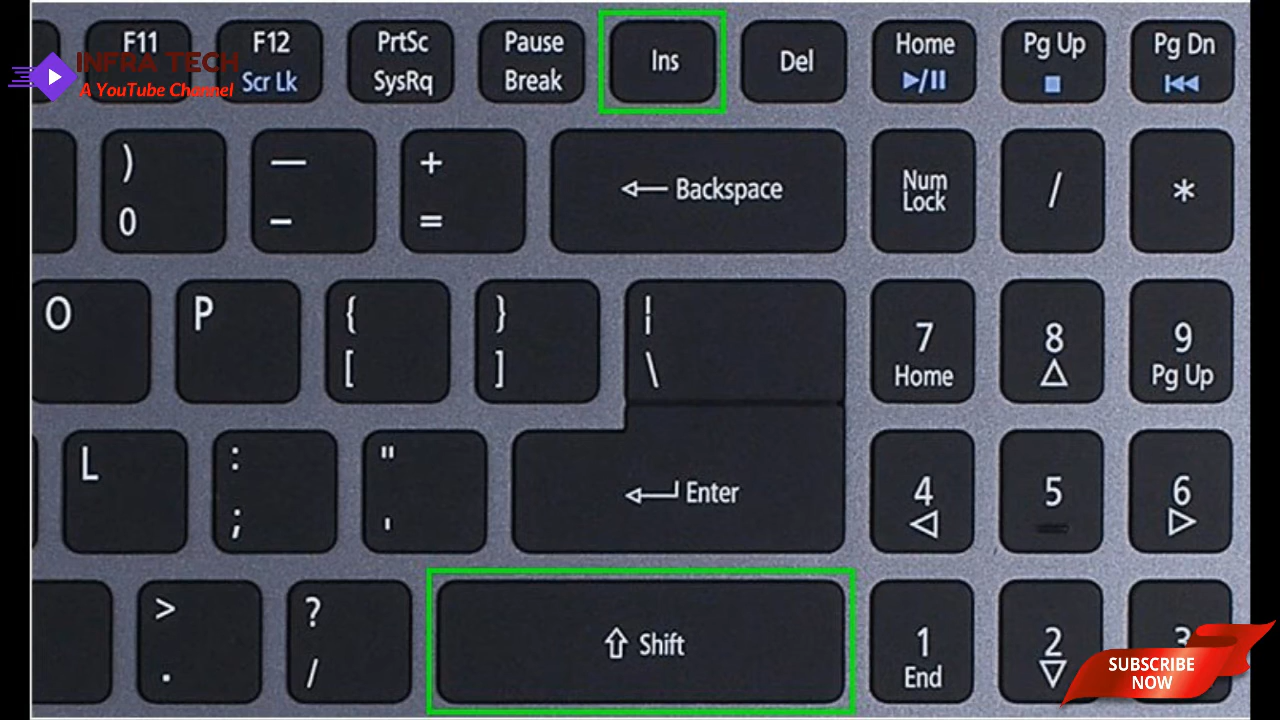 F11
F12
Scr Lk
PrtSc
SysRq
Pause
Break
Ins
Del
Home
▶/II
Pg Up
Pg Dn
INFRA TECH
A YouTube Channel
)
0
—
-
+
=
Backspace
Num
Lock
/
*
O
P
{
[
}
]
¦
\
7
Home
8
9
Pg Up
L
:
;
"
'
Enter
4
5
6
>
.
?
/
Shift
1
End
2
3
SUBSCRIBE
NOW